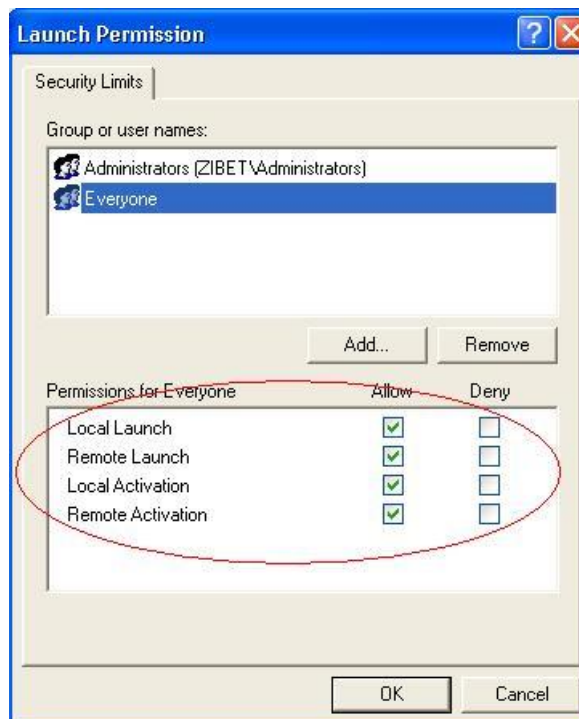 Launch Permission
Security Limits
Group or user names:
Administrators (ZIBET\Administrators)
Everyone
Add... Remove
Permissions for Everyone Allow Deny
Local Launch
Remote Launch
Local Activation
Remote Activation
OK Cancel